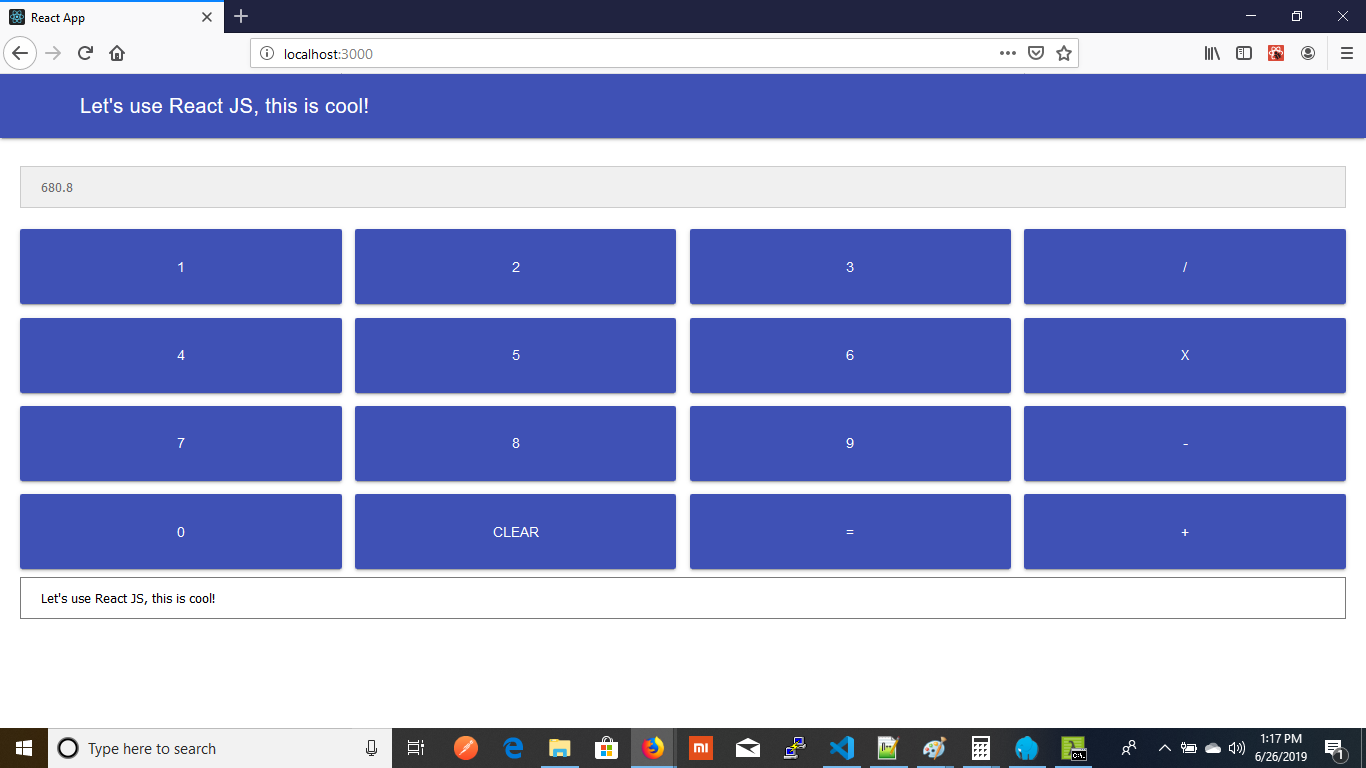 React App
localhost:3000
Let's use React JS, this is cool!
680.8
1 2 3 /
4 5 6 X
7 8 9 -
0 CLEAR = +
Let's use React JS, this is cool!
Type here to search
1:17 PM
6/26/2019
1